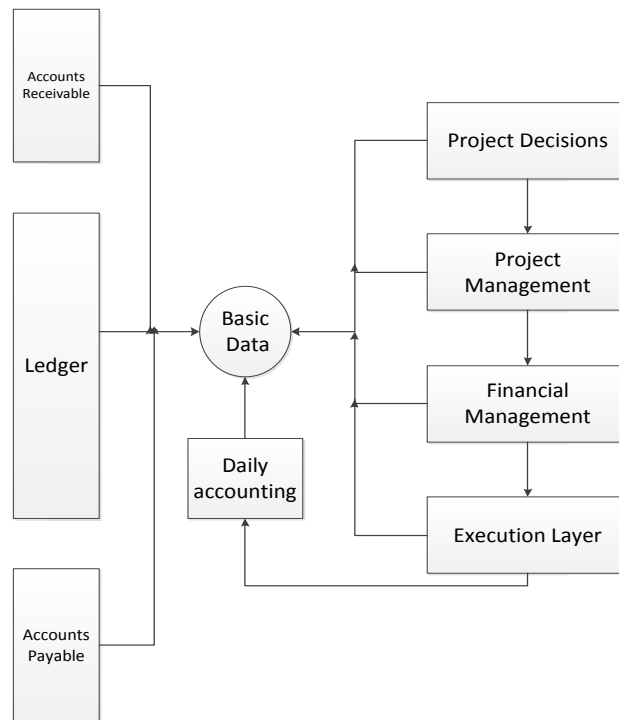 Accounts
Receivable
Project Decisions
Project
Management
Basic
Data
Ledger
Financial
Management
Daily
accounting
Execution Layer
Accounts
Payable